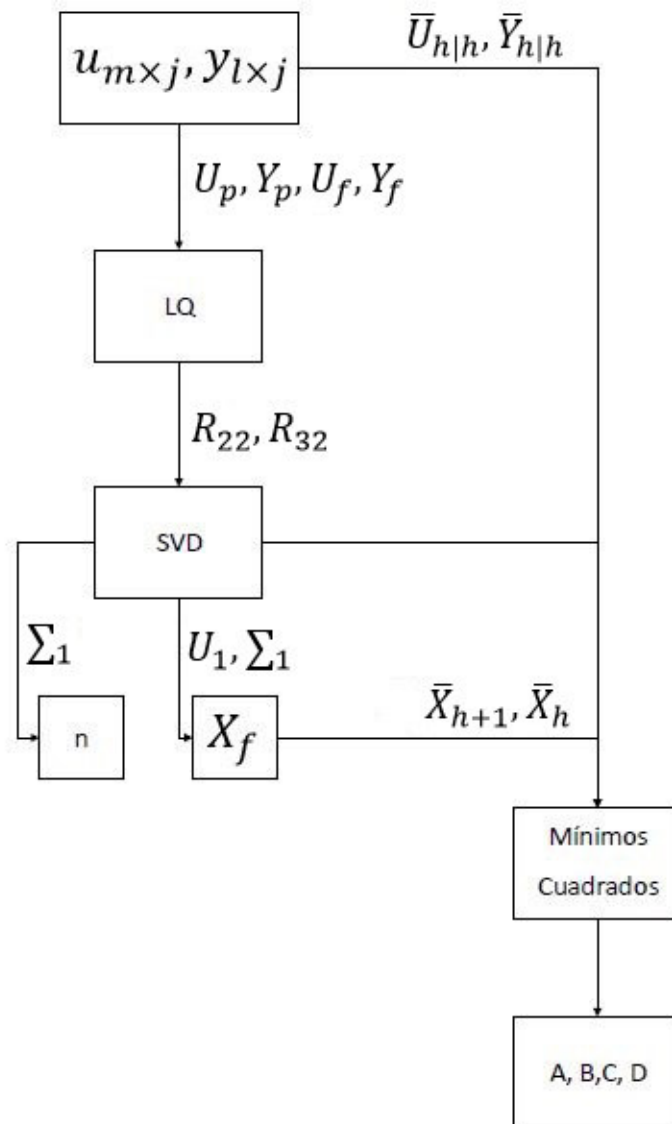 u_{m×j}, y_{l×j}
Ū_{h|h}, Ȳ_{h|h}
U_p, Y_p, U_f, Y_f
LQ
R_{22}, R_{32}
SVD
∑_1
U_1, ∑_1
n
X_f
X̄_{h+1}, X̄_h
Mínimos
Cuadrados
A, B,C, D